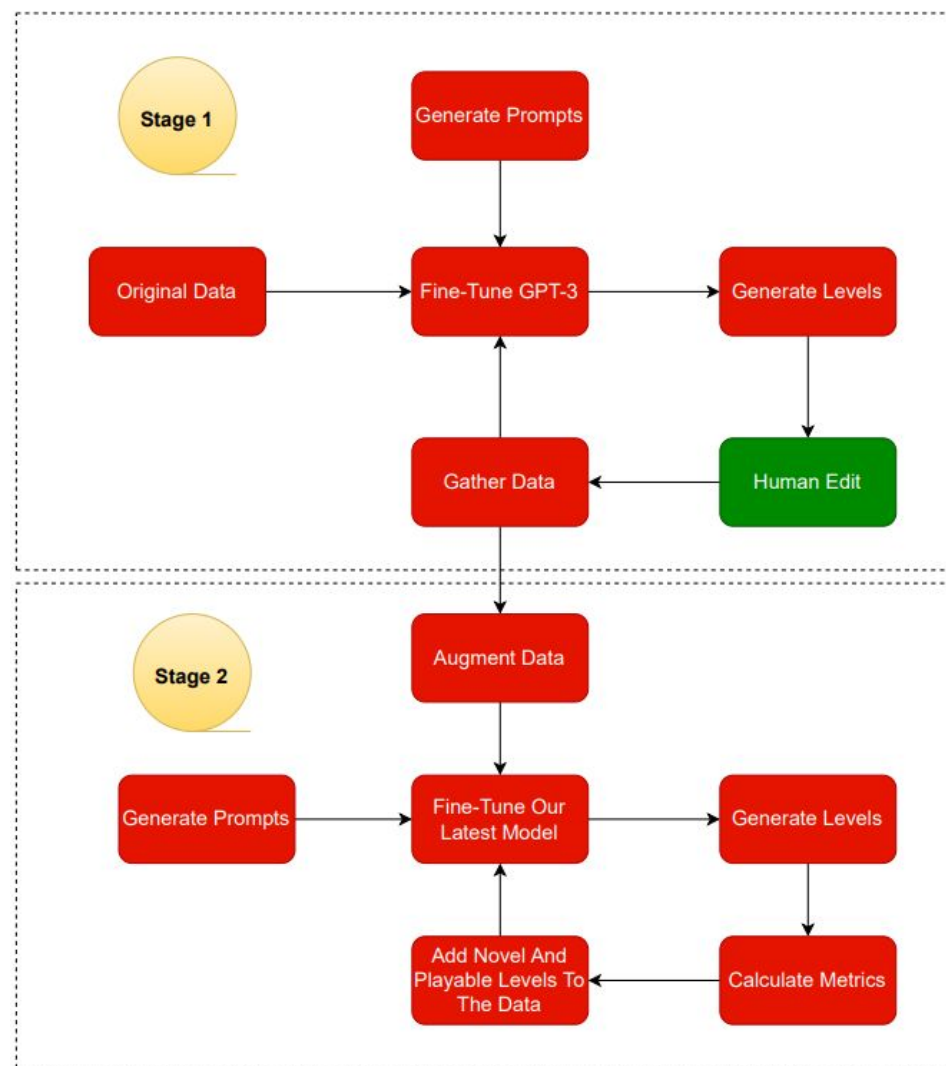 Stage 1
Generate Prompts
Original Data
Fine-Tune GPT-3
Generate Levels
Gather Data
Human Edit
Stage 2
Augment Data
Generate Prompts
Fine-Tune Our
Latest Model
Generate Levels
Add Novel And
Playable Levels To
The Data
Calculate Metrics